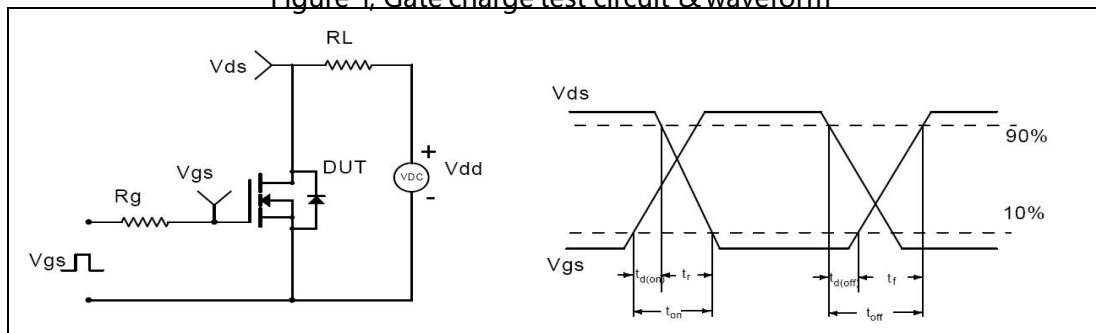 Figure 1, Gate charge test circuit & waveform
RL
Vds
Vgs
DUT
+
VDC
Vdd
-
Rg
Vgs
Vds
90%
10%
Vgs
td(on)
tr
td(off)
tf
ton
toff